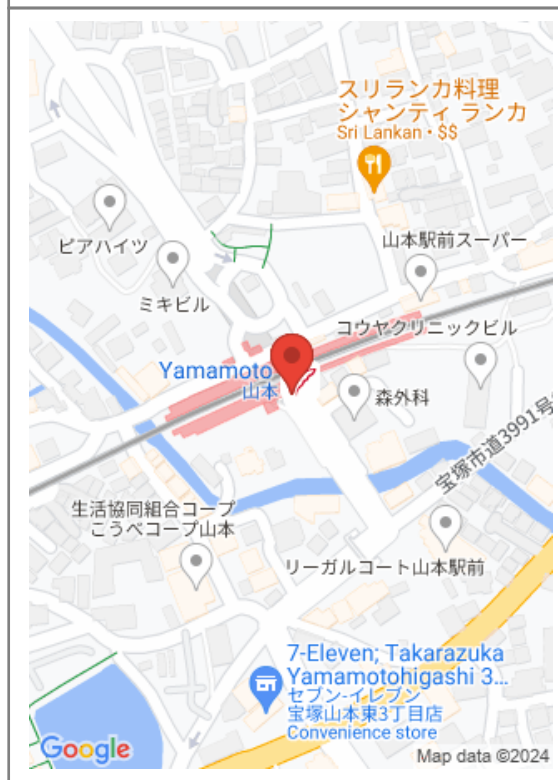 スリランカ料理
シャンティ ランカ
Sri Lankan • $$
ピアハイツ
山本駅前スーパー
ミキビル
コウヤクリニックビル
Yamamoto
山本
森外科
宝塚市道3991号
生活協同組合コープ
こうべコープ山本
リーガルコート山本駅前
7-Eleven; Takarazuka
Yamamotohigashi 3...
セブン-イレブン
宝塚山本東3丁目店
Convenience store
Google
Map data ©2024